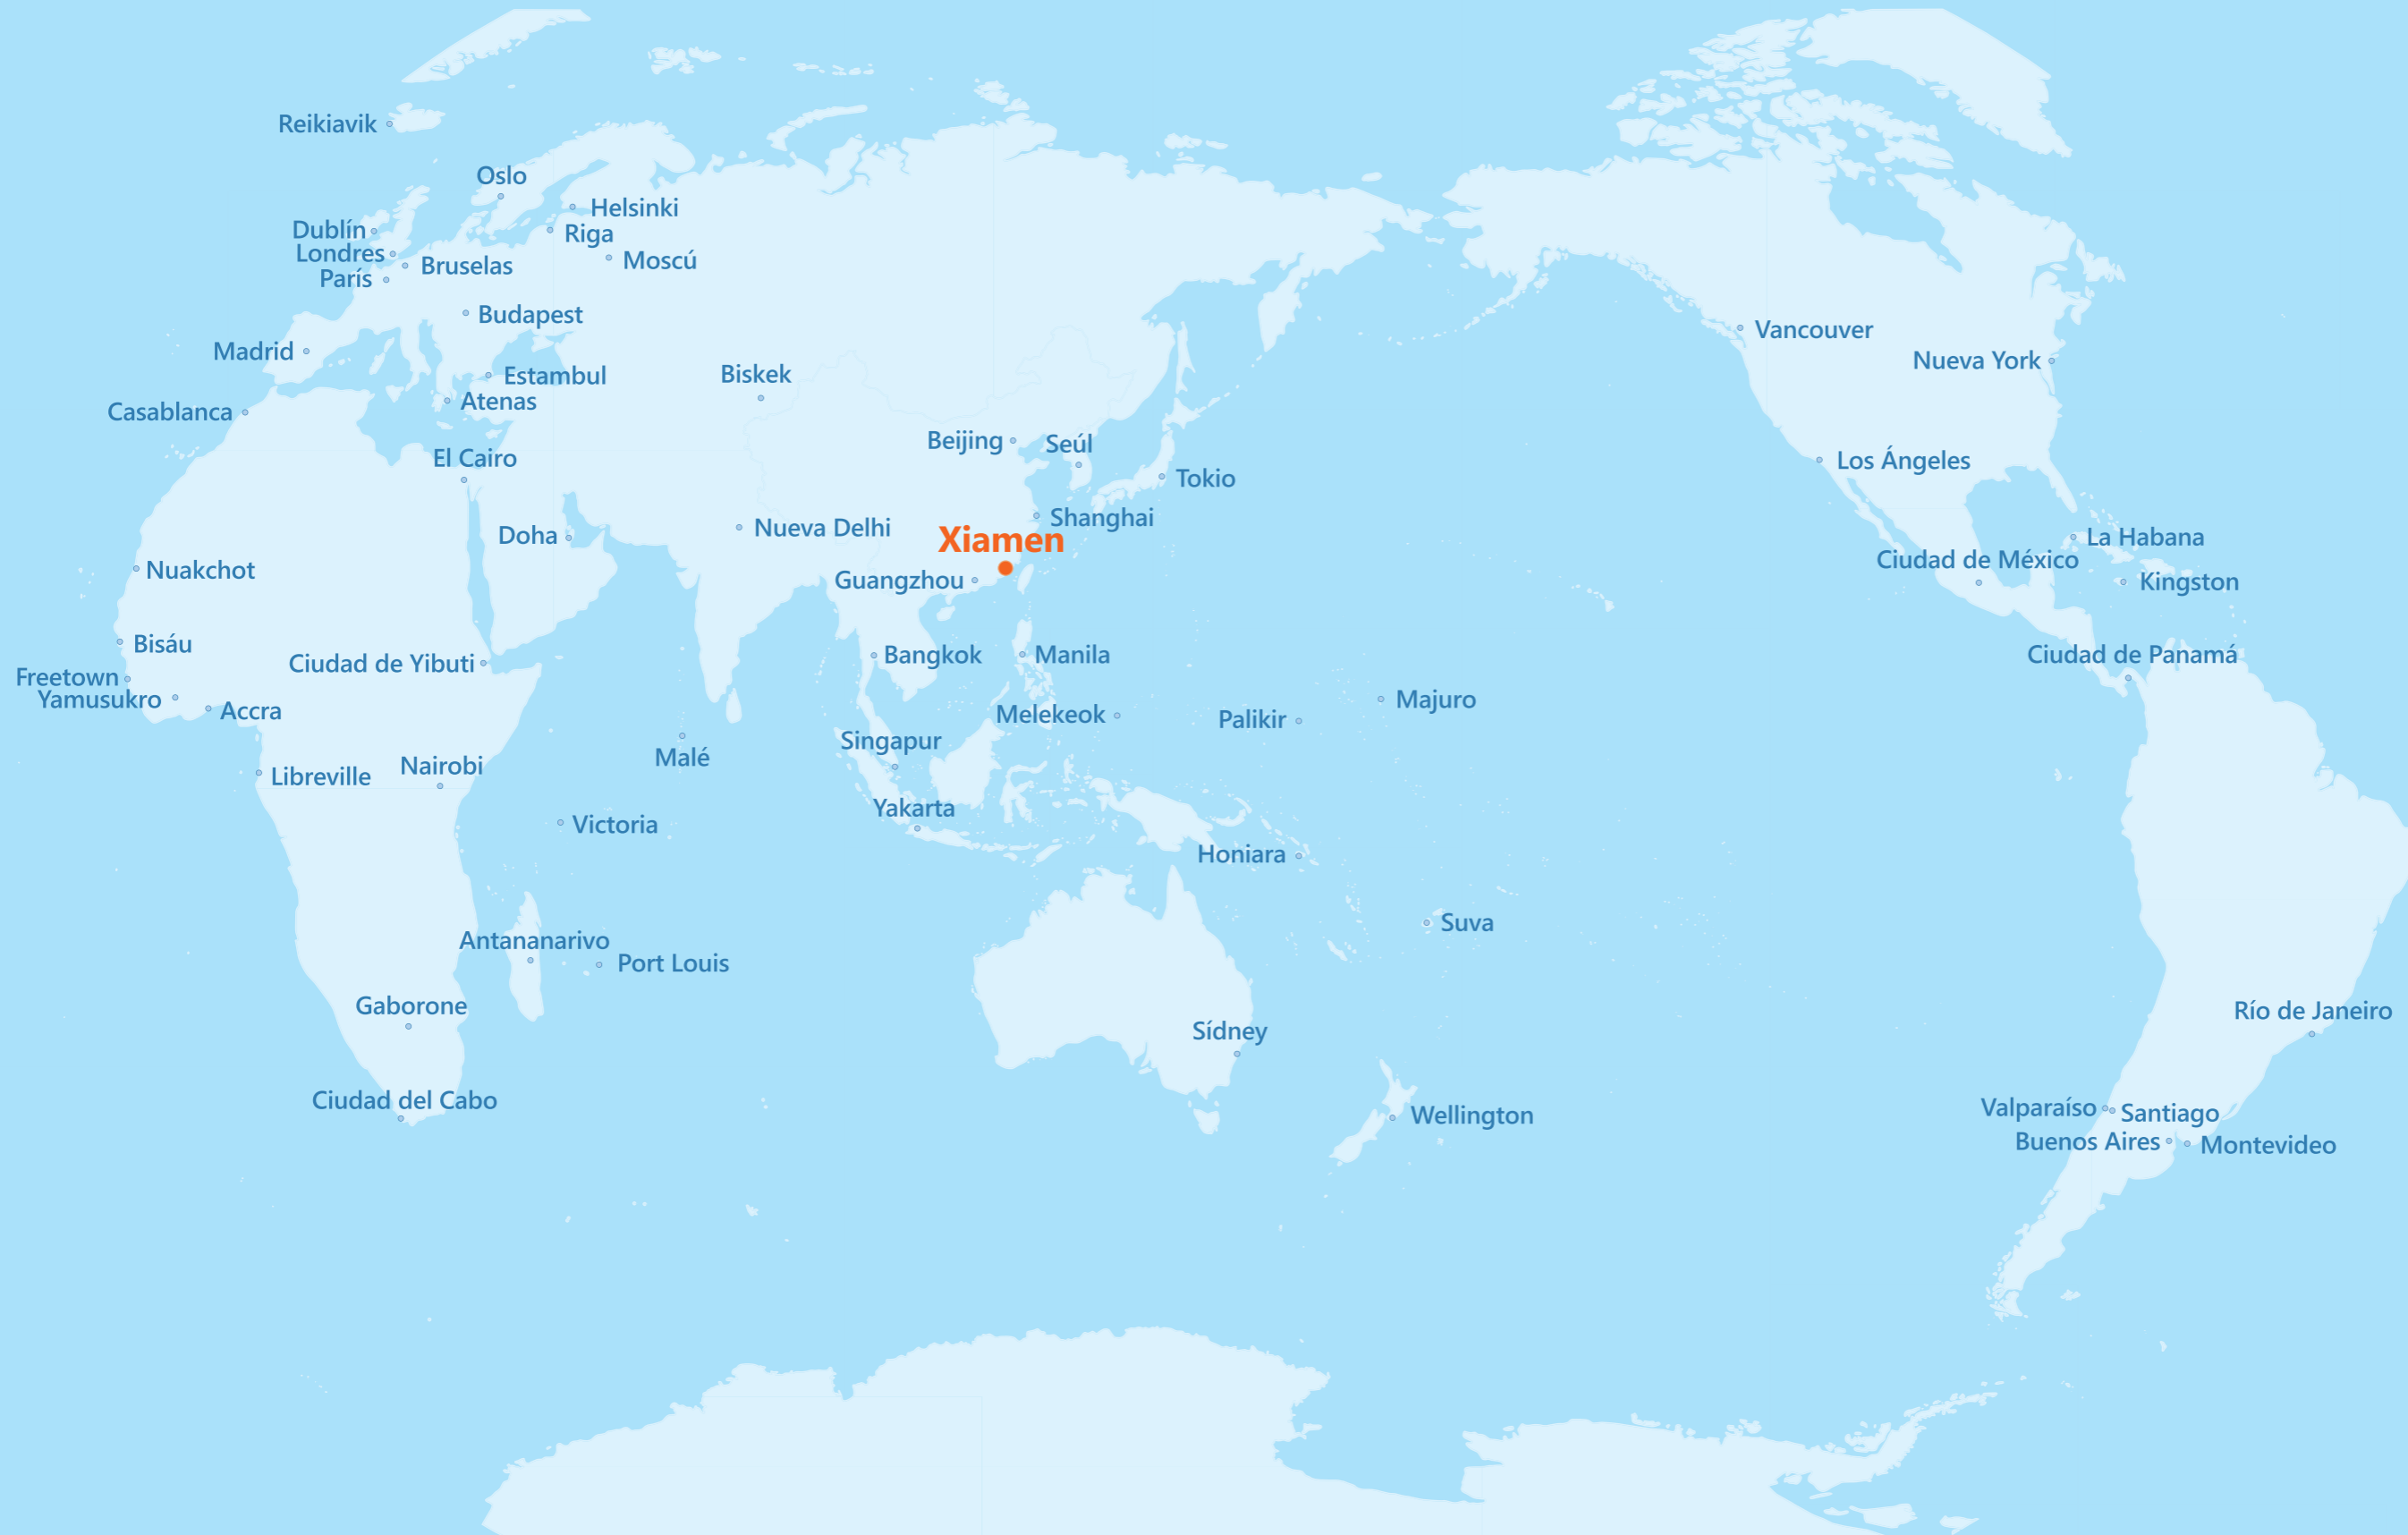 Reikiavik
Oslo
Helsinki
Dublín
Riga
Londres
Moscú
Bruselas
París
Budapest
Vancouver
Madrid
Nueva York
Biskek
Estambul
Atenas
Casablanca
Beijing
Seúl
El Cairo
Los Ángeles
Tokio
Shanghai
Nueva Delhi
Doha
La Habana
Xiamen
Ciudad de México
Nuakchot
Guangzhou
Kingston
Bisáu
Bangkok
Manila
Ciudad de Panamá
Ciudad de Yibuti
Freetown
Yamusukro
Majuro
Accra
Melekeok
Palikir
Singapur
Malé
Nairobi
Libreville
Yakarta
Victoria
Honiara
Suva
Antananarivo
Port Louis
Gaborone
Río de Janeiro
Sídney
Ciudad del Cabo
Valparaíso
Santiago
Wellington
Buenos Aires
Montevideo